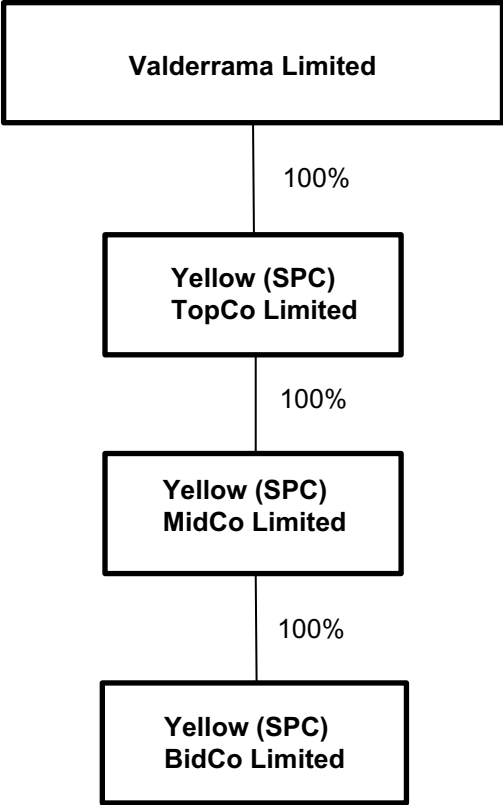 Valderrama Limited
100%
Yellow (SPC)
TopCo Limited
100%
Yellow (SPC)
MidCo Limited
100%
Yellow (SPC)
BidCo Limited